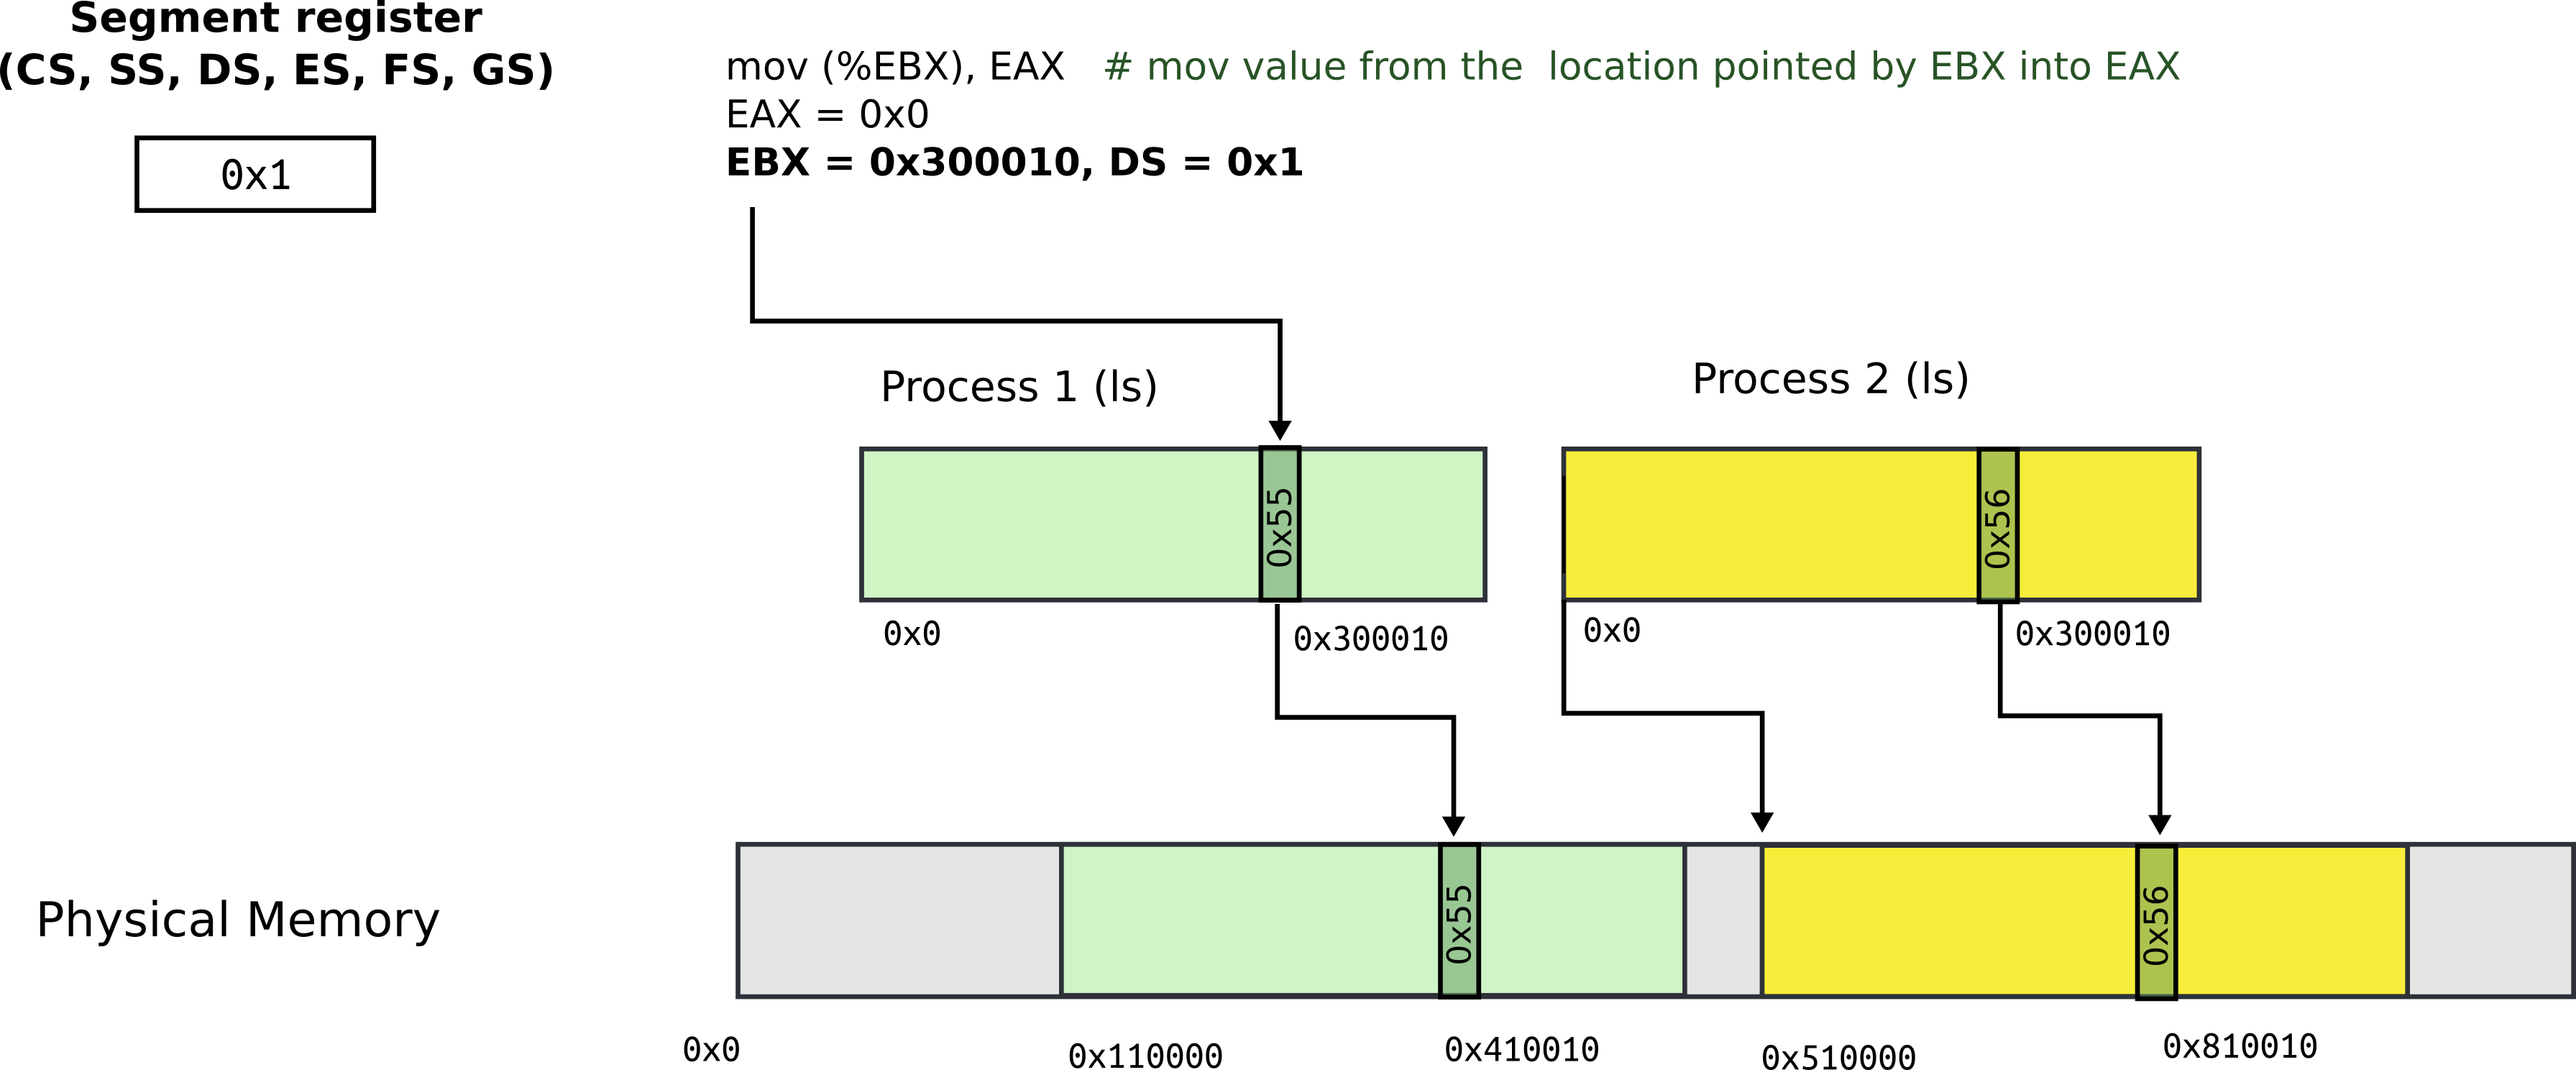 Segment register
(CS, SS, DS, ES, FS, GS)
0x1
mov (%EBX), EAX # mov value from the location pointed by EBX into EAX
EAX = 0x0
EBX = 0x300010, DS = 0x1
Process 1 (ls)
Process 2 (ls)
0x55
0x56
0x0
0x300010
0x0
0x300010
Physical Memory
0x55
0x56
0x0
0x110000
0x410010
0x510000
0x810010